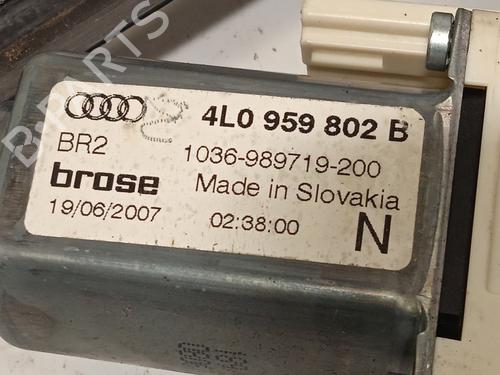 4L0 959 802 B
BR2
1036-989719-200
brose
Made in Slovakia
19/06/2007
02:38:00
N